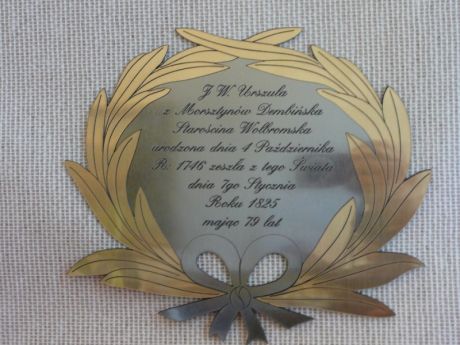 J W Urszula
z Morsztynów Dembińska
Starościna Wolbromska
urodzona dnia 4 Października
R: 1746 zeszła z tego Świata
dnia 7go Stycznia
Roku 1825
mając 79 lat